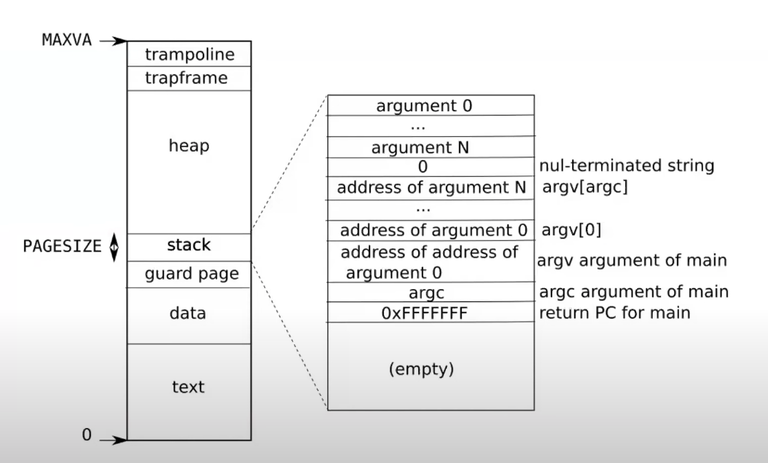 MAXVA
trampoline
trapframe
heap
PAGESIZE
stack
guard page
data
text
0
argument 0
...
argument N
0 nul-terminated string
address of argument N argv[argc]
...
address of argument 0 argv[0]
address of address of
argument 0
argv argument of main
argc argc argument of main
0xFFFFFFF return PC for main
(empty)